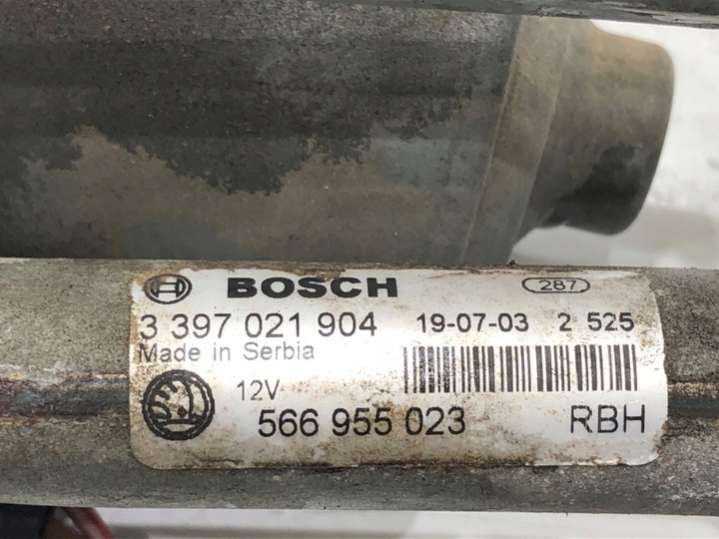 BOSCH 287
3 397 021 904 19-07-03 2 525
Made in Serbia
12V
566 955 023 RBH